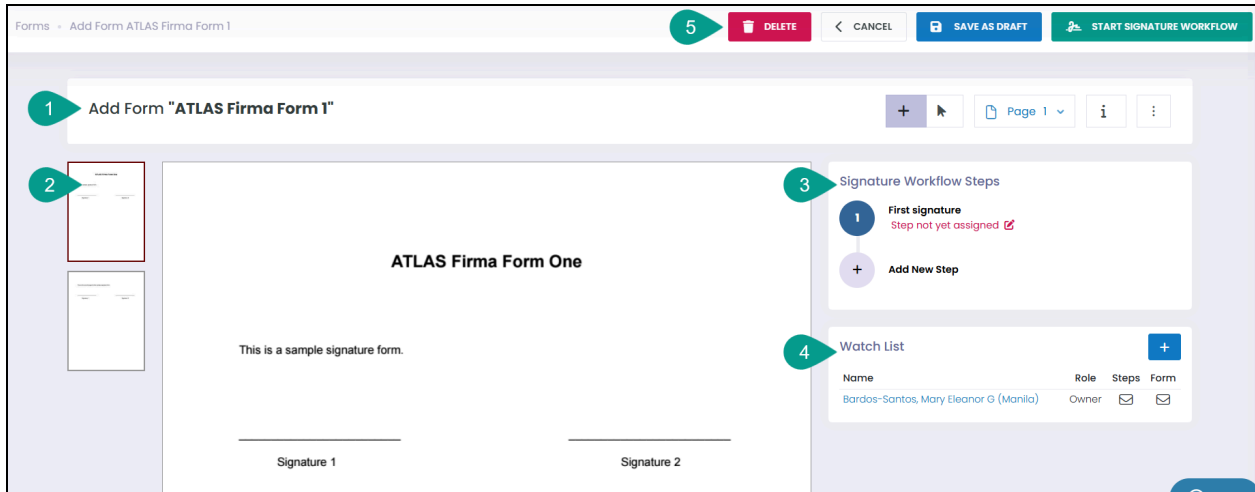 Forms • Add Form ATLAS Firma Form 1
5
DELETE
CANCEL
SAVE AS DRAFT
START SIGNATURE WORKFLOW
1
Add Form "ATLAS Firma Form 1"
+
Page 1
i
2
3
Signature Workflow Steps
1
First signature
Step not yet assigned
+
Add New Step
ATLAS Firma Form One
This is a sample signature form.
4
Watch List
+
Name Role Steps Form
Bardos-Santos, Mary Eleanor G (Manila) Owner
Signature 1
Signature 2